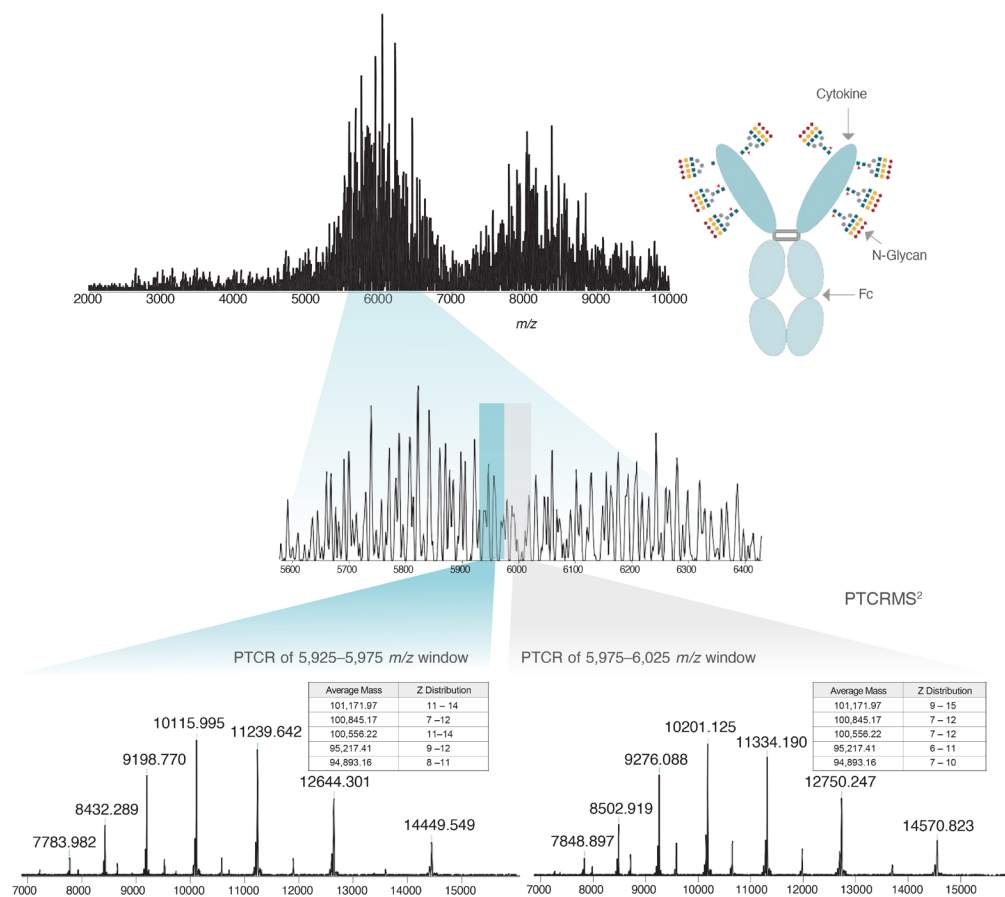 Cytokine
N-Glycan
Fc
2000 3000 4000 5000 6000 7000 8000 9000 10000
m/z
5600 5700 5800 5900 6000 6100 6200 6300 6400
PTCRMS²
PTCR of 5,925–5,975 m/z window
PTCR of 5,975–6,025 m/z window
Average Mass Z Distribution
101,171.97 11 – 14
100,845.17 7 –12
100,556.22 11–14
95,217.41 9 –12
94,893.16 8 –11
7783.982
8432.289
9198.770
10115.995
11239.642
12644.301
14449.549
7000 8000 9000 10000 11000 12000 13000 14000 15000
Average Mass Z Distribution
101,171.97 9 – 15
100,845.17 7 – 12
100,556.22 7 – 12
95,217.41 6 – 11
94,893.16 7 – 10
7848.897
8502.919
9276.088
10201.125
11334.190
12750.247
14570.823
7000 8000 9000 10000 11000 12000 13000 14000 15000